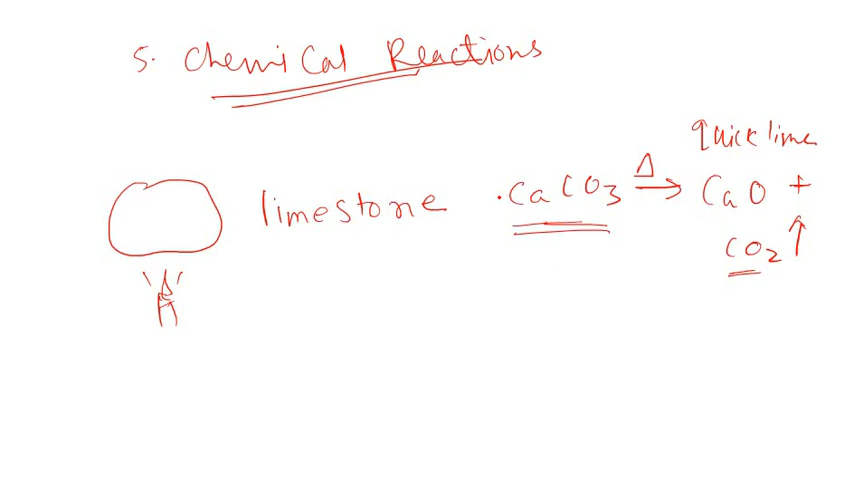 5. Chemical Reactions
quick lime
limestone .CaCO₃ Δ→ CaO +
CO₂↑